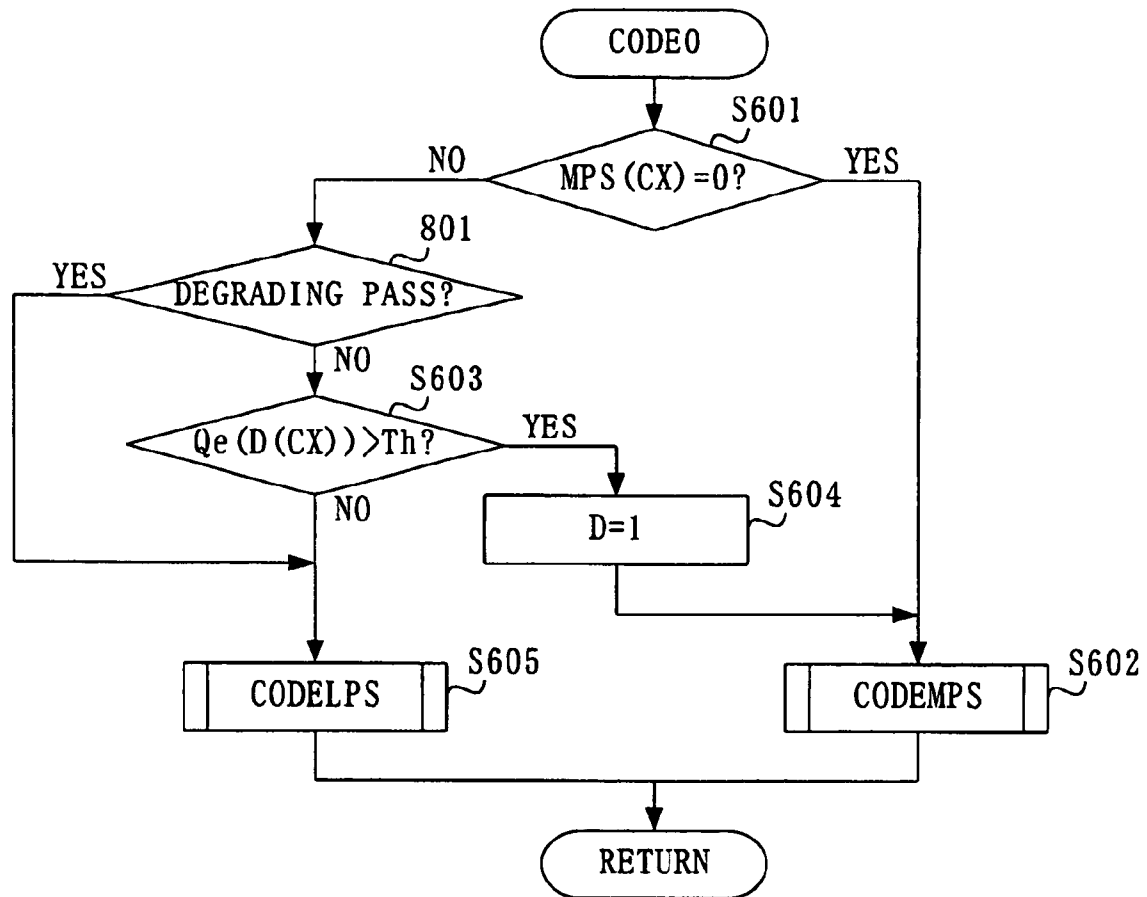 CODE0
S601
MPS(CX)=0?
NO
YES
801
DEGRADING PASS?
YES
NO
S603
Qe(D(CX))>Th?
YES
NO
S604
D=1
CODELPS
S605
CODEMPS
S602
RETURN